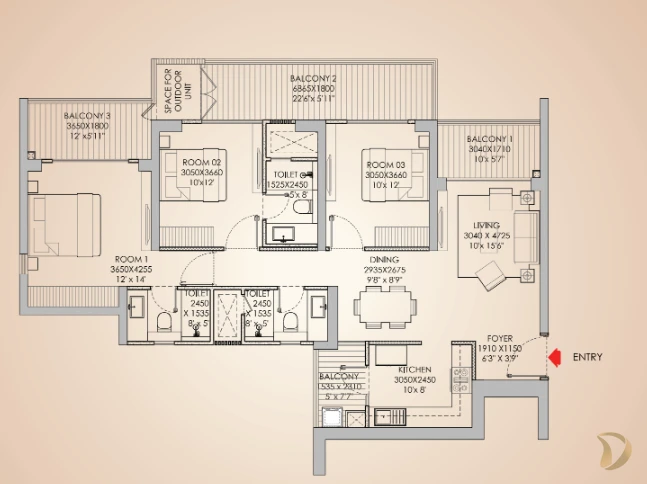 SPACE FOR
OUTDOOR
UNIT
BALCONY 2
6865X1800
22'6"x 5'11"
BALCONY 3
3650X1800
12' x5'11"
BALCONY 1
3040X1710
10'x 5'7"
ROOM 02
3050X3660
10'x12'
TOILET
1525X2450
5'x 8'
ROOM 03
3050X3660
10'x 12'
LIVING
3040 X 4725
10'x 15'6"
ROOM 1
3650X4255
12' x 14'
DINING
2935X2675
9'8"x 8'9"
TOILET
2450
X 1535
8'x 5'
TOILET
2450
X 1535
8'x 5'
FOYER
1910 X1150
6'3"x 3'9"
ENTRY
KITCHEN
3050X2450
10'x 8'
BALCONY
5'x 7'7"